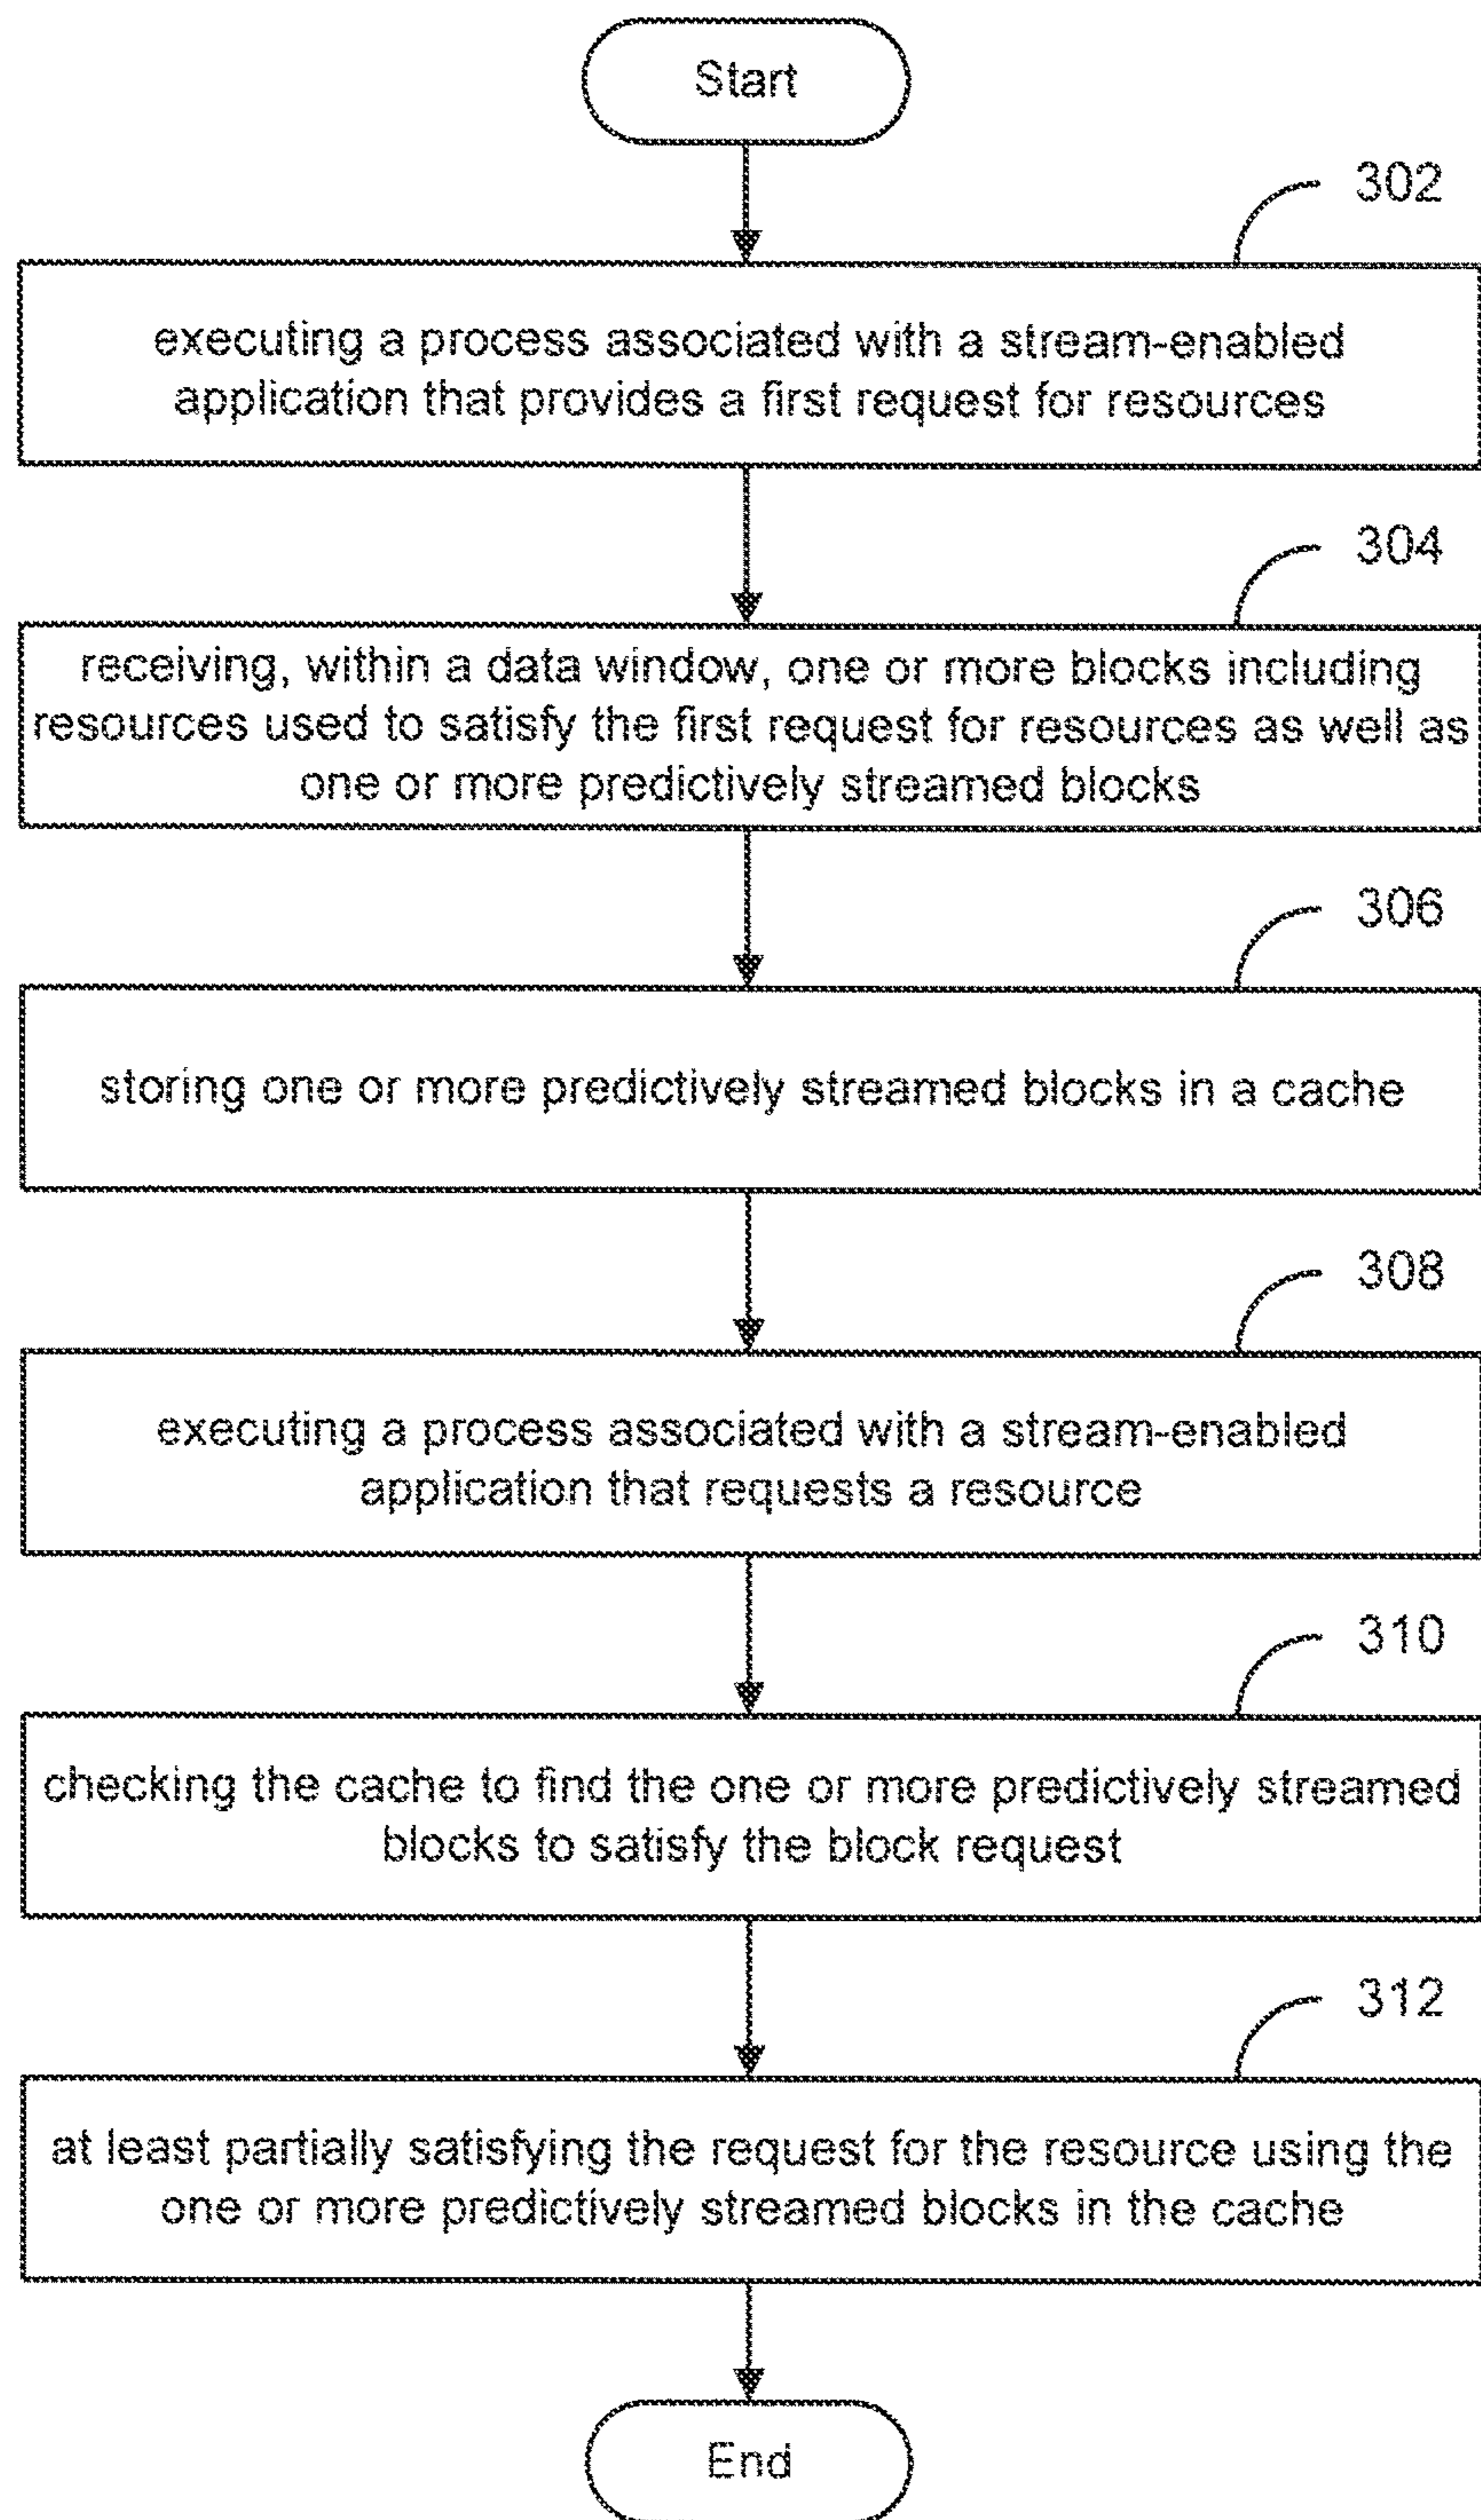 Start
302
executing a process associated with a stream-enabled
application that provides a first request for resources
304
receiving, within a data window, one or more blocks including
resources used to satisfy the first request for resources as well as
one or more predictively streamed blocks
306
storing one or more predictively streamed blocks in a cache
308
executing a process associated with a stream-enabled
application that requests a resource
310
checking the cache to find the one or more predictively streamed
blocks to satisfy the block request
312
at least partially satisfying the request for the resource using the
one or more predictively streamed blocks in the cache
End